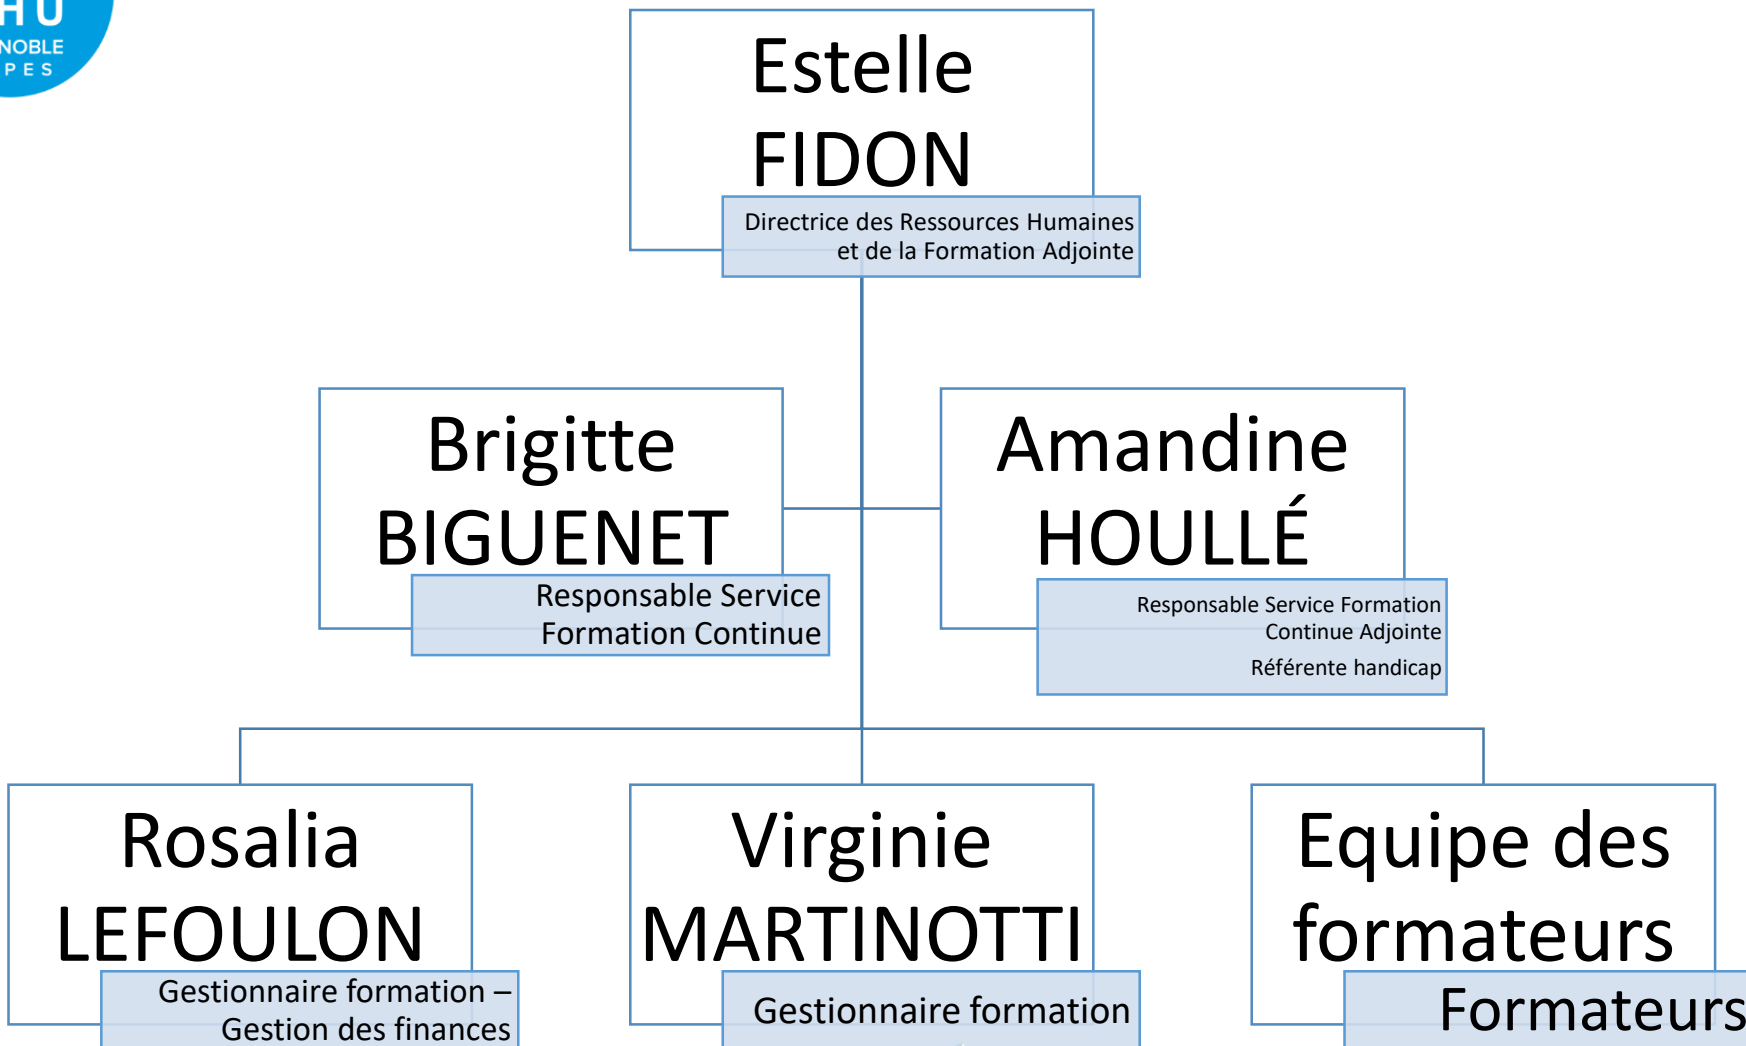 HU
NOBLE
PES
Estelle
FIDON
Directrice des Ressources Humaines
et de la Formation Adjointe
Brigitte
BIGUENET
Responsable Service
Formation Continue
Amandine
HOULLÉ
Responsable Service Formation
Continue Adjointe
Référente handicap
Rosalia
LEFOULON
Gestionnaire formation –
Gestion des finances
Virginie
MARTINOTTI
Gestionnaire formation
Equipe des
formateurs
Formateurs